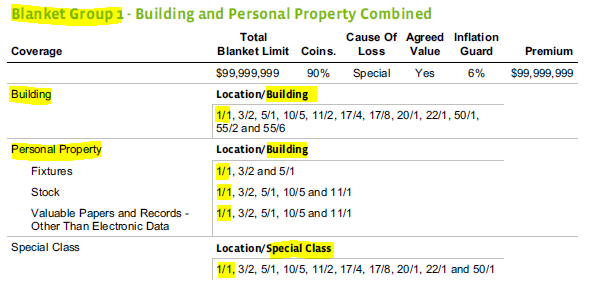 Blanket Group 1 - Building and Personal Property Combined
Total Cause Of Agreed Inflation
Coverage Blanket Limit Coins. Loss Value Guard Premium
$99,999,999 90% Special Yes 6% $99,999,999
Building Location/Building
1/1, 3/2, 5/1, 10/5, 11/2, 17/4, 17/8, 20/1, 22/1, 50/1,
55/2 and 55/6
Personal Property Location/Building
Fixtures 1/1, 3/2 and 5/1
Stock 1/1, 3/2, 5/1, 10/5 and 11/1
Valuable Papers and Records - 1/1, 3/2, 5/1, 10/5 and 11/1
Other Than Electronic Data
Special Class Location/Special Class
1/1, 3/2, 5/1, 10/5, 11/2, 17/4, 17/8, 20/1, 22/1 and 50/1